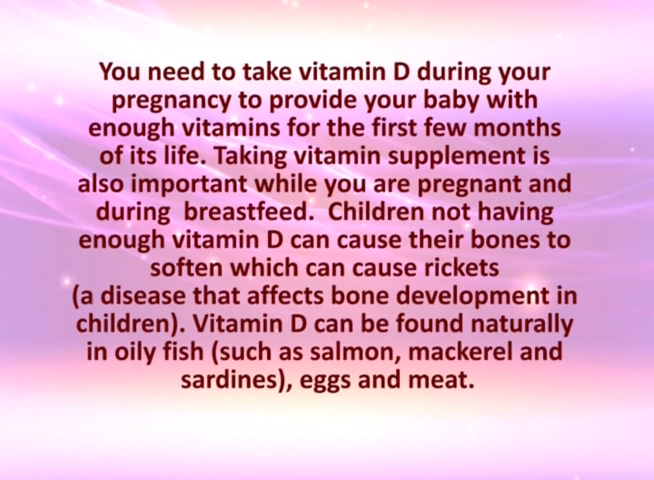 You need to take vitamin D during your
pregnancy to provide your baby with
enough vitamins for the first few months
of its life. Taking vitamin supplement is
also important while you are pregnant and
during  breastfeed.  Children not having
enough vitamin D can cause their bones to
soften which can cause rickets
(a disease that affects bone development in
children). Vitamin D can be found naturally
in oily fish (such as salmon, mackerel and
sardines), eggs and meat.